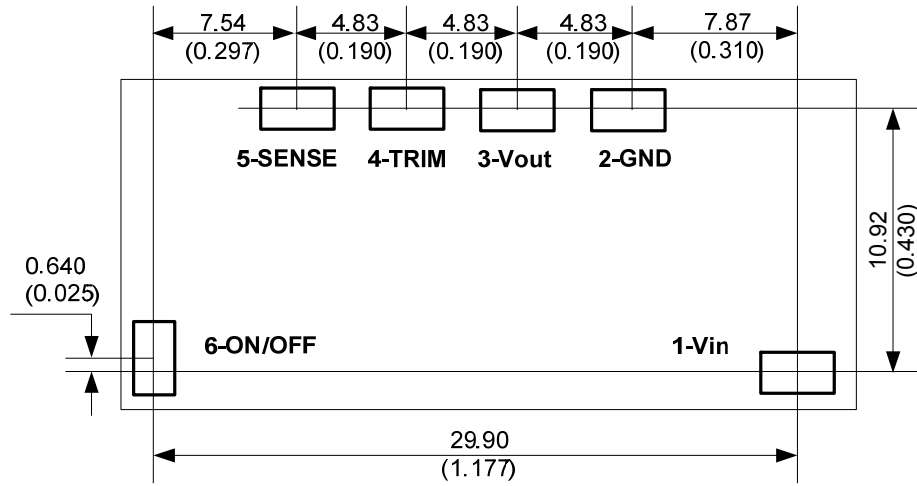 7.54 4.83 4.83 4.83 7.87
(0.297) (0.190) (0.190) (0.190) (0.310)
5-SENSE 4-TRIM 3-Vout 2-GND
10.92
(0.430)
0.640
(0.025)
6-ON/OFF 1-Vin
29.90
(1.177)